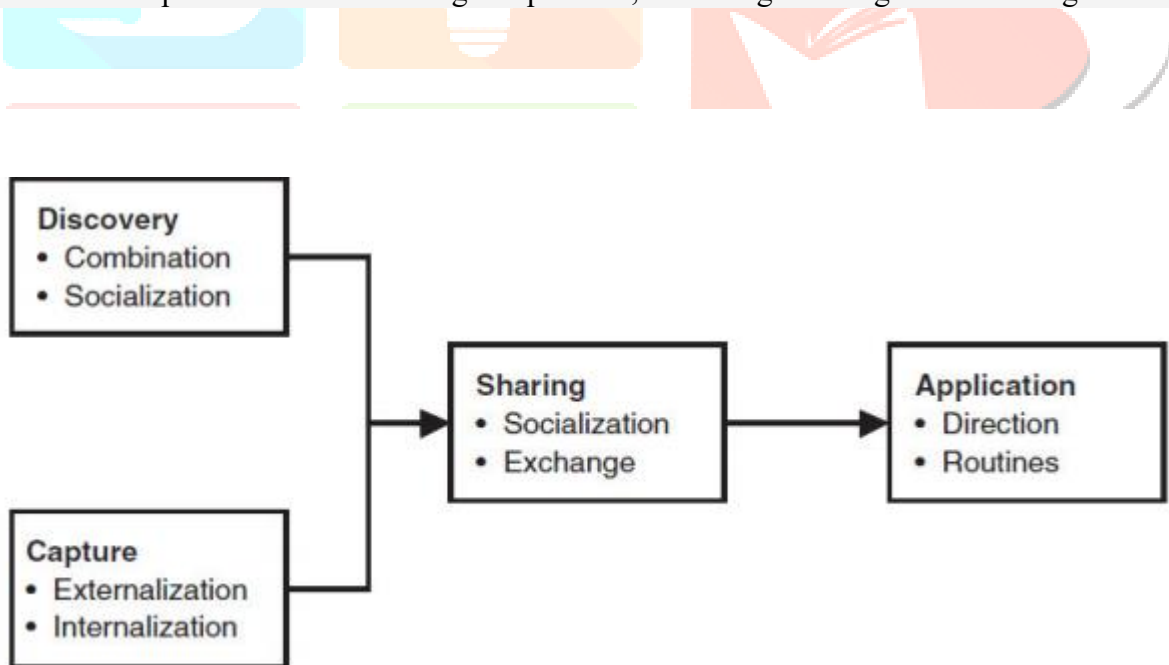 Discovery
• Combination
• Socialization
Capture
• Externalization
• Internalization
Sharing
• Socialization
• Exchange
Application
• Direction
• Routines